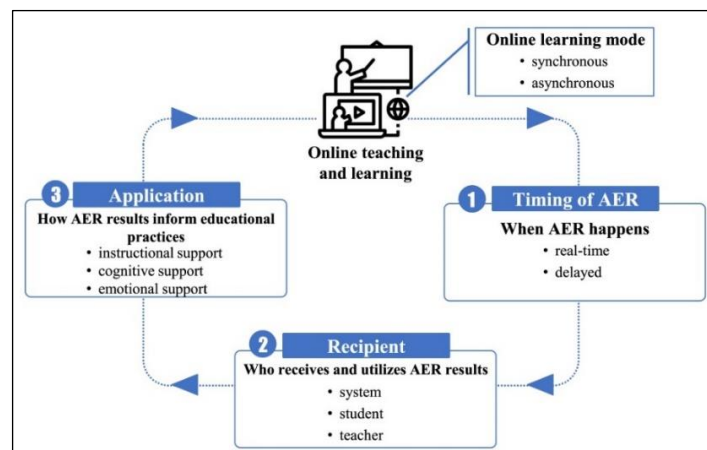 Online learning mode
• synchronous
• asynchronous
Online teaching
and learning
1 Timing of AER
When AER happens
• real-time
• delayed
2 Recipient
Who receives and utilizes AER results
• system
• student
• teacher
3 Application
How AER results inform educational
practices
• instructional support
• cognitive support
• emotional support